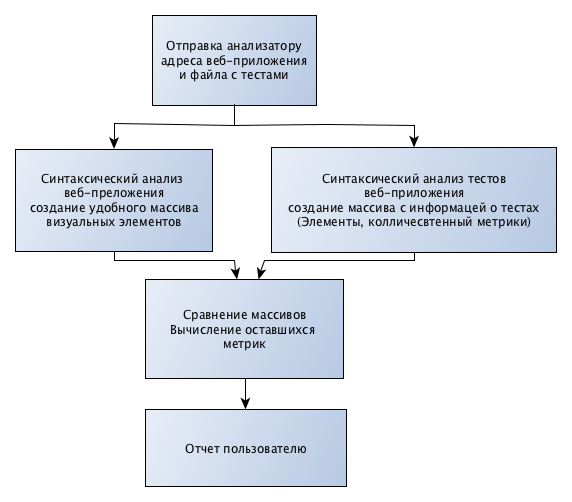 Отправка анализатору
адреса веб-приложения
и файла с тестами
Синтаксический анализ
веб-преложения
создание удобного массива
визуальных элементов
Синтаксический анализ тестов
веб-приложения
создание массива с информацей о тестах
(Элементы, колличесвтенный метрики)
Сравнение массивов
Вычисление оставшихся
метрик
Отчет пользователю